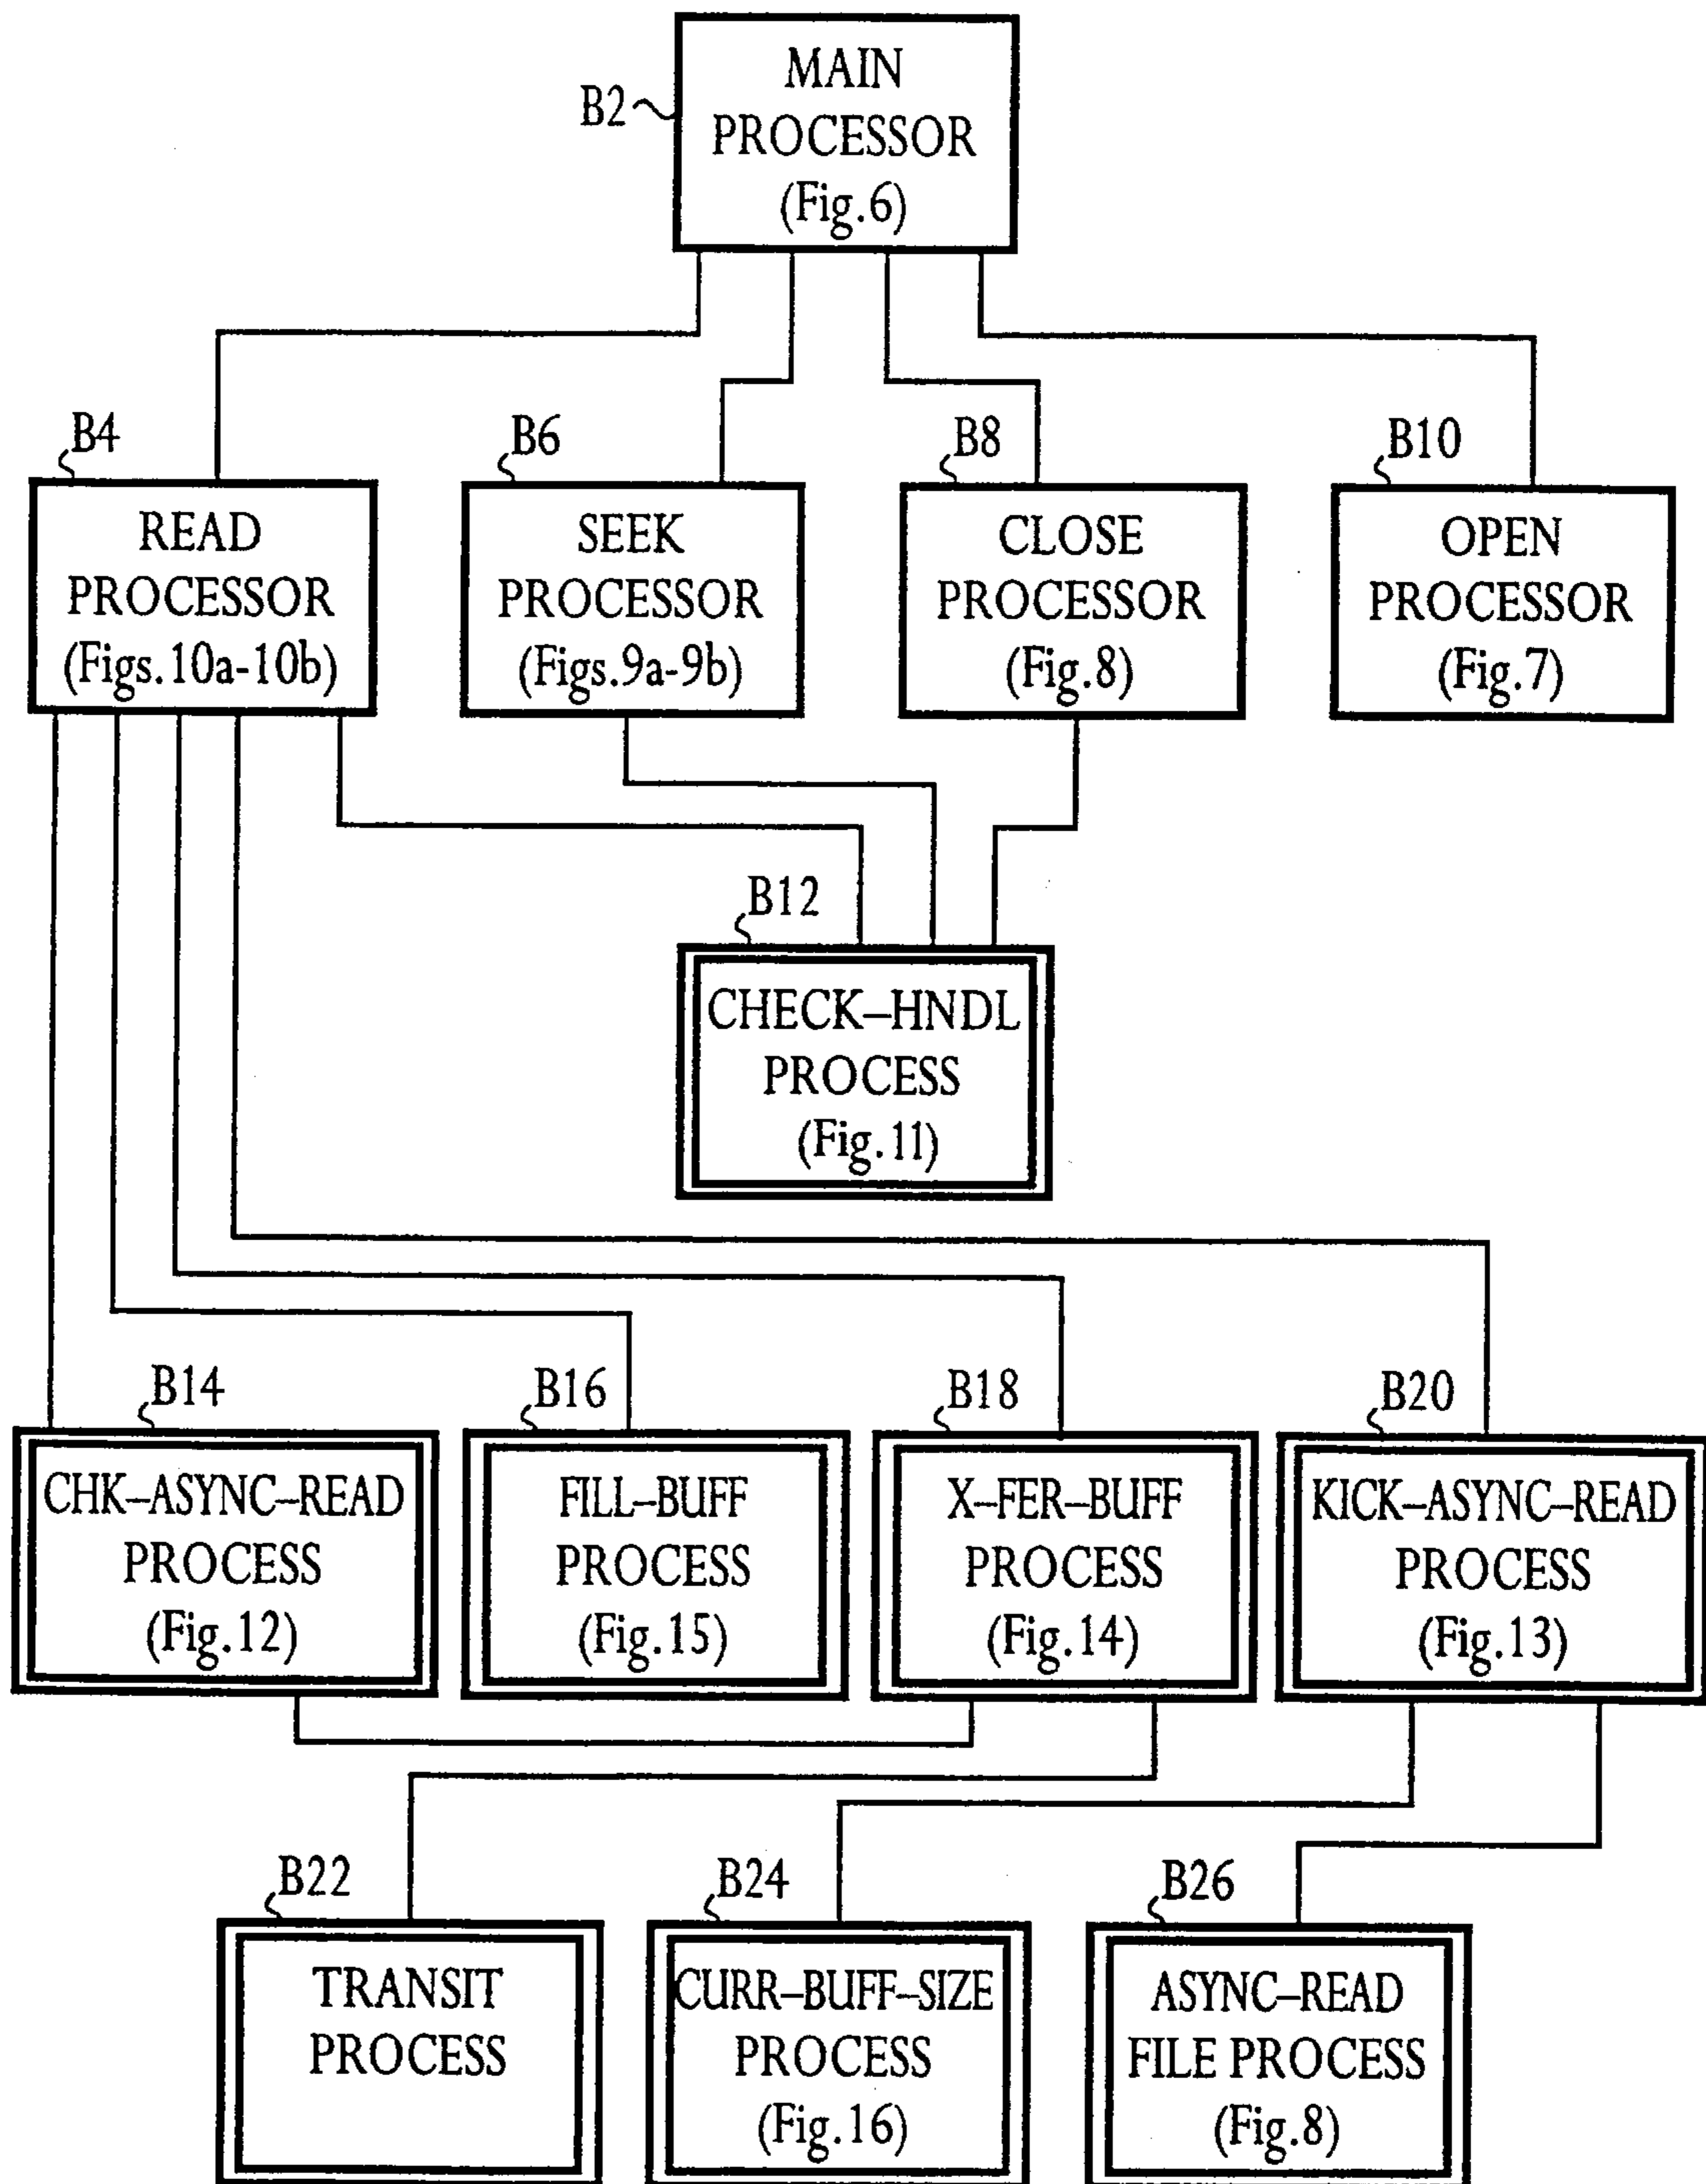 B2
MAIN
PROCESSOR
(Fig.6)
B4
READ
PROCESSOR
(Figs.10a-10b)
B6
SEEK
PROCESSOR
(Figs.9a-9b)
B8
CLOSE
PROCESSOR
(Fig.8)
B10
OPEN
PROCESSOR
(Fig.7)
B12
CHECK–HNDL
PROCESS
(Fig.11)
B14
CHK–ASYNC–READ
PROCESS
(Fig.12)
B16
FILL–BUFF
PROCESS
(Fig.15)
B18
X–FER–BUFF
PROCESS
(Fig.14)
B20
KICK–ASYNC–READ
PROCESS
(Fig.13)
B22
TRANSIT
PROCESS
B24
CURR–BUFF–SIZE
PROCESS
(Fig.16)
B26
ASYNC–READ
FILE PROCESS
(Fig.8)